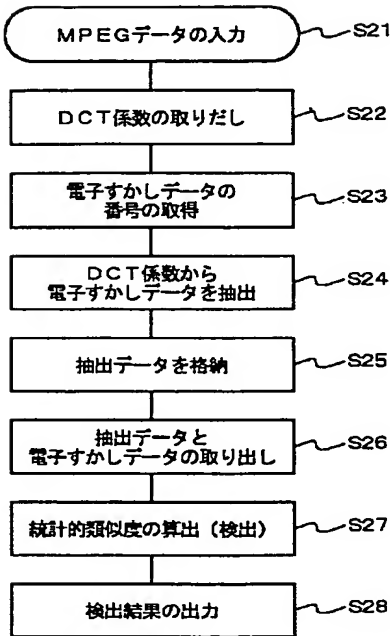 MPEGデータの入力 S21
DCT係数の取りだし S22
電子すかしデータの
番号の取得 S23
DCT係数から
電子すかしデータを抽出 S24
抽出データを格納 S25
抽出データと
電子すかしデータの取り出し S26
統計的類似度の算出（検出） S27
検出結果の出力 S28